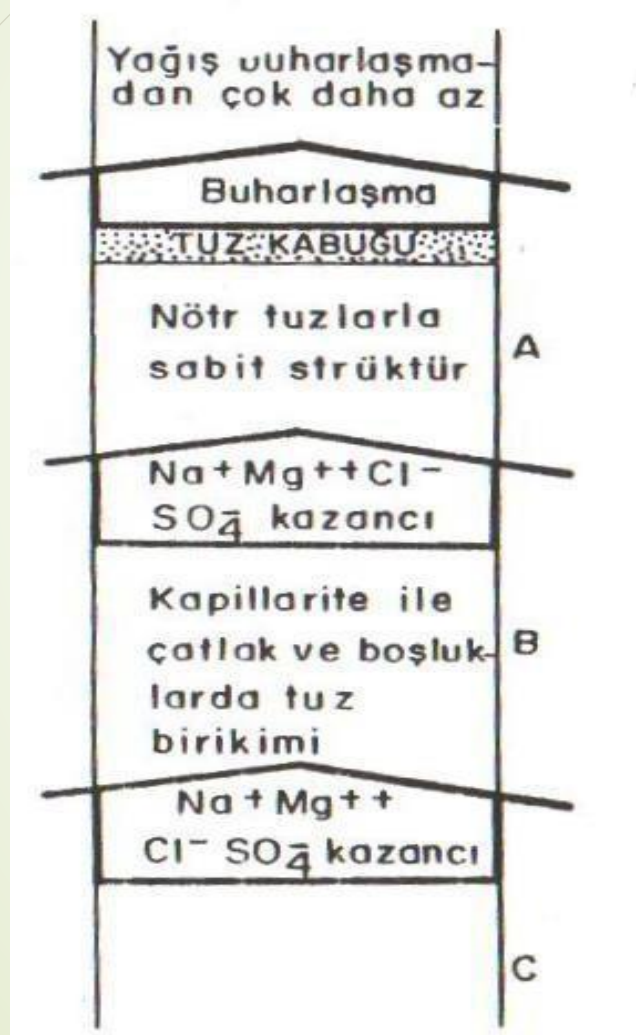 Yağış buharlaşma-
dan çok daha az
Buharlaşma
TUZ KABUĞU
Nötr tuzlarla
sabit strüktür
A
Na+Mg++Cl-
SO4- kazancı
Kapillarite ile
çatlak ve boşluk-
larda tuz
birikimi
B
Na+Mg++
Cl- SO4- kazancı
C